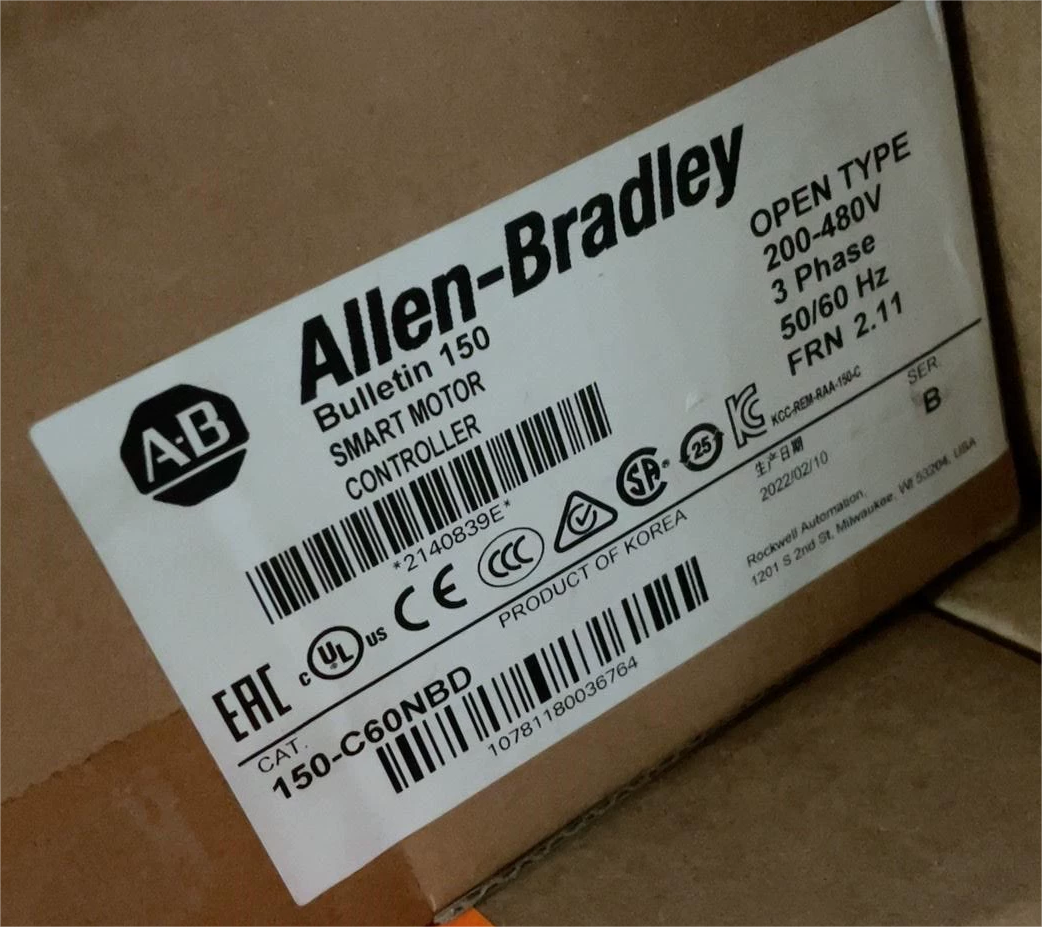 A-B
Allen-Bradley
Bulletin 150
SMART MOTOR
CONTROLLER
*2140839E*
OPEN TYPE
200-480V
3 Phase
50/60 Hz
FRN 2.11
EAC
c UL US
CE
CCC
SA®
25
KC
KCC-REM-RAA-150-C
CAT.
150-C60NBD
PRODUCT OF KOREA
10781180036764
生产日期
2022/02/10
SER.
B
Rockwell Automation,
1201 S 2nd St, Milwaukee, WI 53204, USA